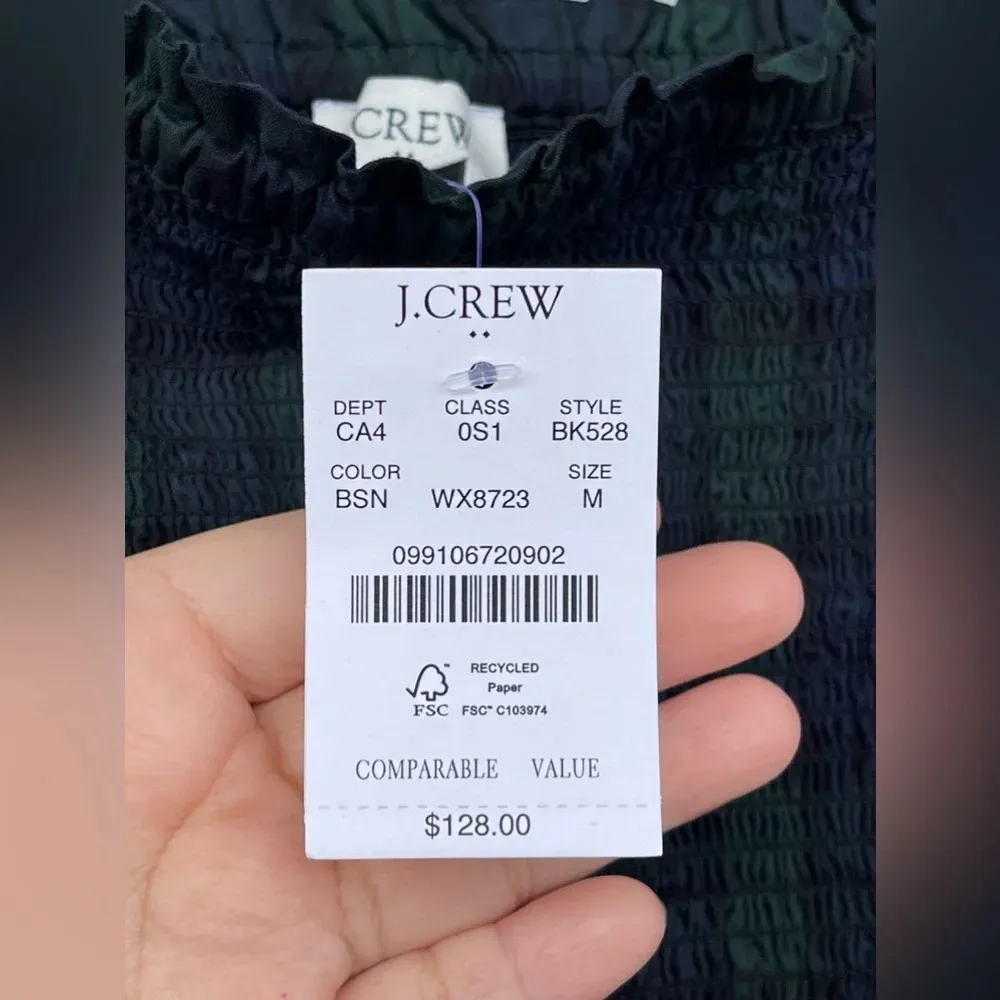 CREW
J.CREW
DEPT CLASS STYLE
CA4 0S1 BK528
COLOR SIZE
BSN WX8723 M
099106720902
RECYCLED
Paper
FSC FSC™ C103974
COMPARABLE VALUE
$128.00